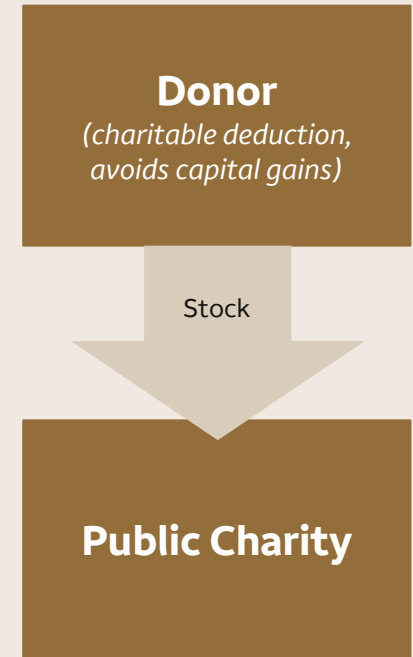 Donor
(charitable deduction,
avoids capital gains)
Stock
Public Charity